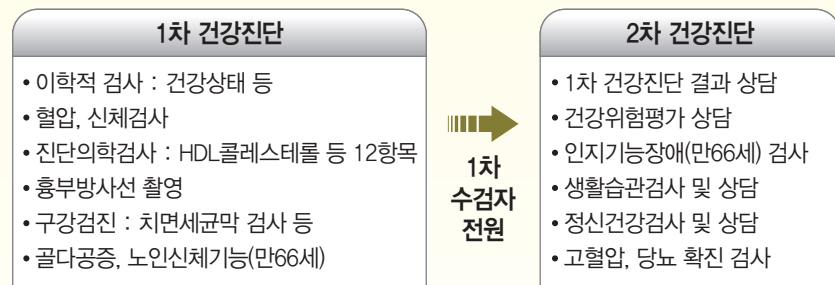 1차 건강진단
• 이학적 검사 : 건강상태 등
• 혈압, 신체검사
• 진단의학검사 : HDL콜레스테롤 등 12항목
• 흉부방사선 촬영
• 구강검진 : 치면세균막 검사 등
• 골다공증, 노인신체기능(만66세)
1차
수검자
전원
2차 건강진단
• 1차 건강진단 결과 상담
• 건강위험평가 상담
• 인지기능장애(만66세) 검사
• 생활습관검사 및 상담
• 정신건강검사 및 상담
• 고혈압, 당뇨 확진 검사